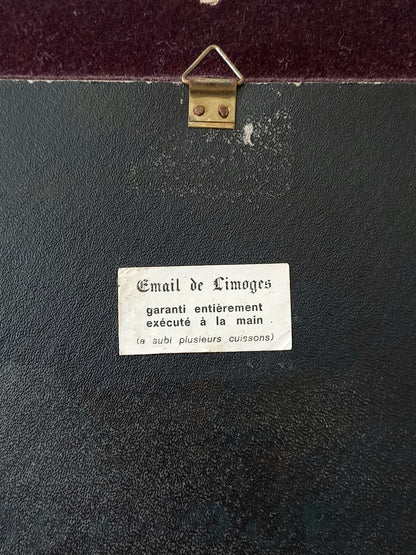 Email de Limoges
garanti entièrement
exécuté à la main .
(a subi plusieurs cuissons)